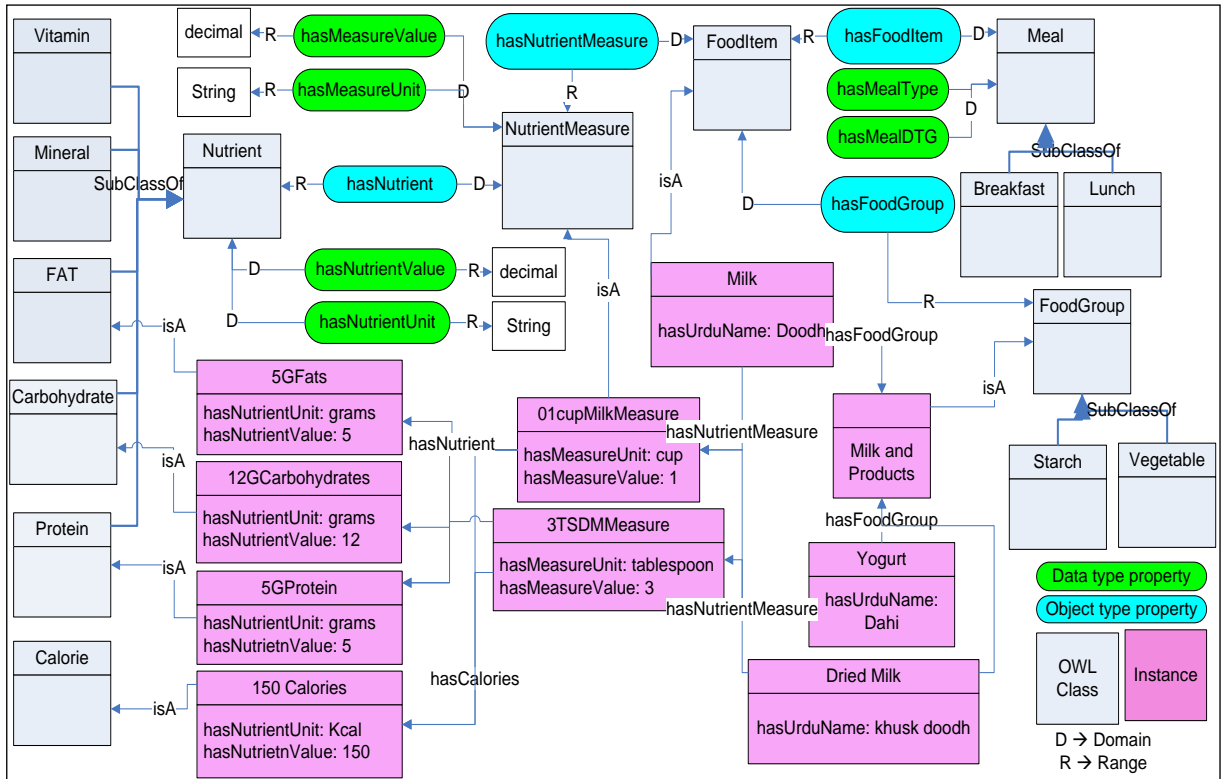 Vitamin
decimal
R
hasMeasureValue
hasNutrientMeasure
D
FoodItem
R
hasFoodItem
D
Meal
String
R
hasMeasureUnit
D
R
hasMealType
D
hasMealDTG
Mineral
Nutrient
SubClassOf
R
hasNutrient
D
NutrientMeasure
isA
SubClassOf
Breakfast
Lunch
D
hasFoodGroup
FAT
D
hasNutrientValue
R
decimal
D
hasNutrientUnit
R
String
isA
Milk
hasUrduName: Doodh
R
FoodGroup
hasFoodGroup
isA
isA
5GFats
hasNutrientUnit: grams
hasNutrientValue: 5
Carbohydrate
isA
hasNutrient
01cupMilkMeasure
hasMeasureUnit: cup
hasMeasureValue: 1
hasNutrientMeasure
Milk and
Products
SubClassOf
Starch
Vegetable
12GCarbohydrates
hasNutrientUnit: grams
hasNutrientValue: 12
Protein
isA
3TSDMMeasure
hasMeasureUnit: tablespoon
hasMeasureValue: 3
hasFoodGroup
Yogurt
hasUrduName:
Dahi
hasNutrientMeasure
5GProtein
hasNutrientUnit: grams
hasNutrietnValue: 5
Data type property
Object type property
Calorie
isA
150 Calories
hasNutrientUnit: Kcal
hasNutrietnValue: 150
hasCalories
Dried Milk
hasUrduName: khusk doodh
OWL
Class
Instance
D → Domain
R → Range